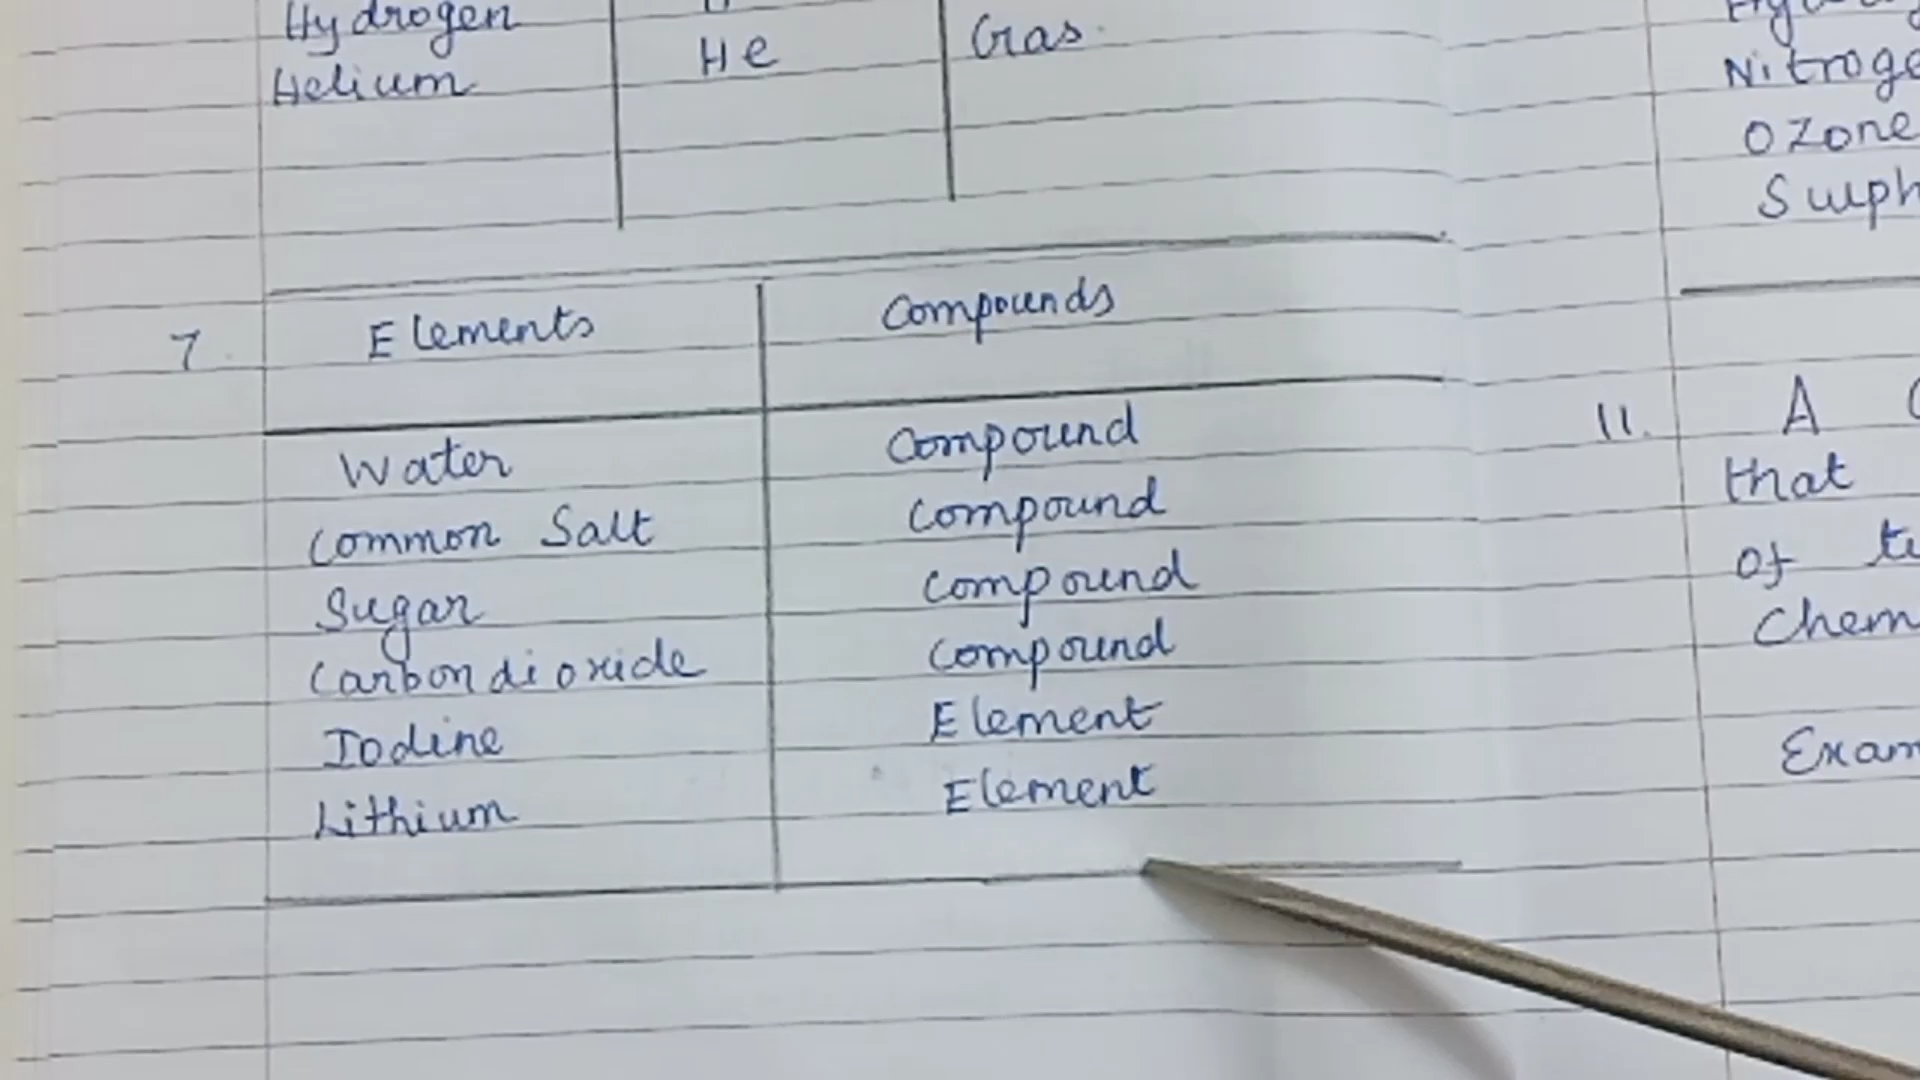 Hydrogen
He
Gas.
Helium
7. Elements Compounds
Water Compound
Common Salt Compound
Sugar Compound
Carbondioxide Compound
Iodine Element
Lithium Element
Nitroge
Ozone
Sulph
11. A
that
of
Chem
Exam